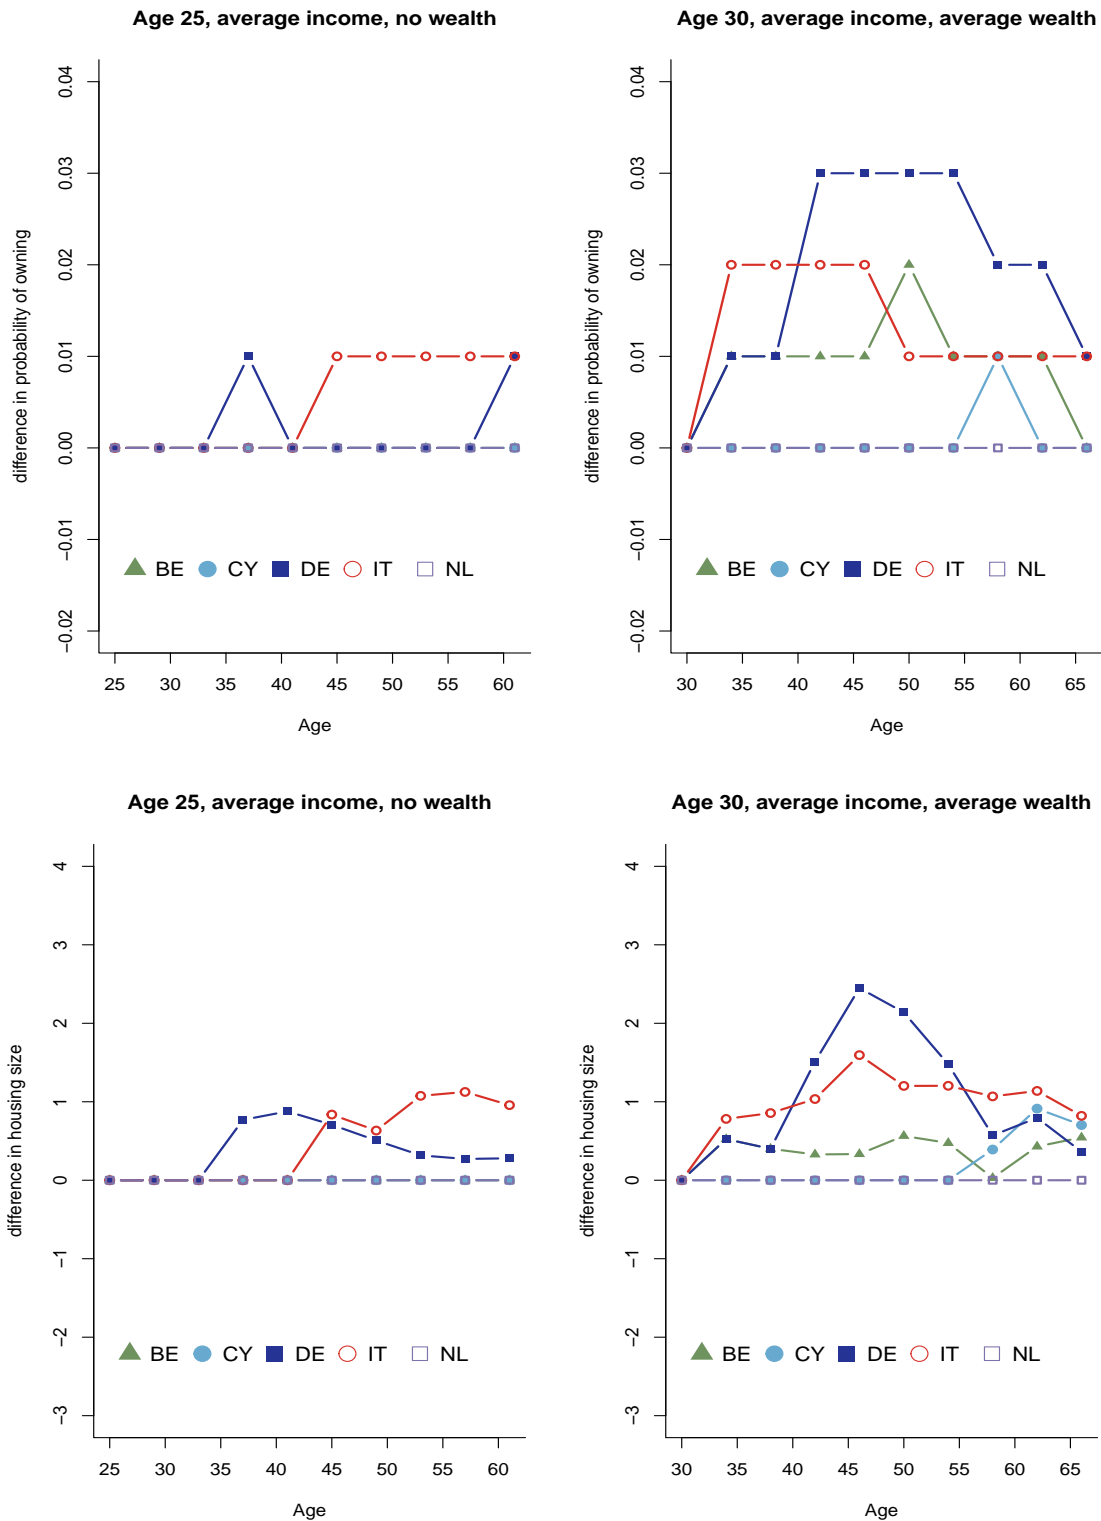 Age 25, average income, no wealth
difference in probability of owning
0.04
0.03
0.02
0.01
0.00
−0.01
−0.02
BE CY DE IT NL
25 30 35 40 45 50 55 60
Age
Age 30, average income, average wealth
difference in probability of owning
0.04
0.03
0.02
0.01
0.00
−0.01
−0.02
BE CY DE IT NL
30 35 40 45 50 55 60 65
Age
Age 25, average income, no wealth
difference in housing size
4
3
2
1
0
−1
−2
−3
BE CY DE IT NL
25 30 35 40 45 50 55 60
Age
Age 30, average income, average wealth
difference in housing size
4
3
2
1
0
−1
−2
−3
BE CY DE IT NL
30 35 40 45 50 55 60 65
Age